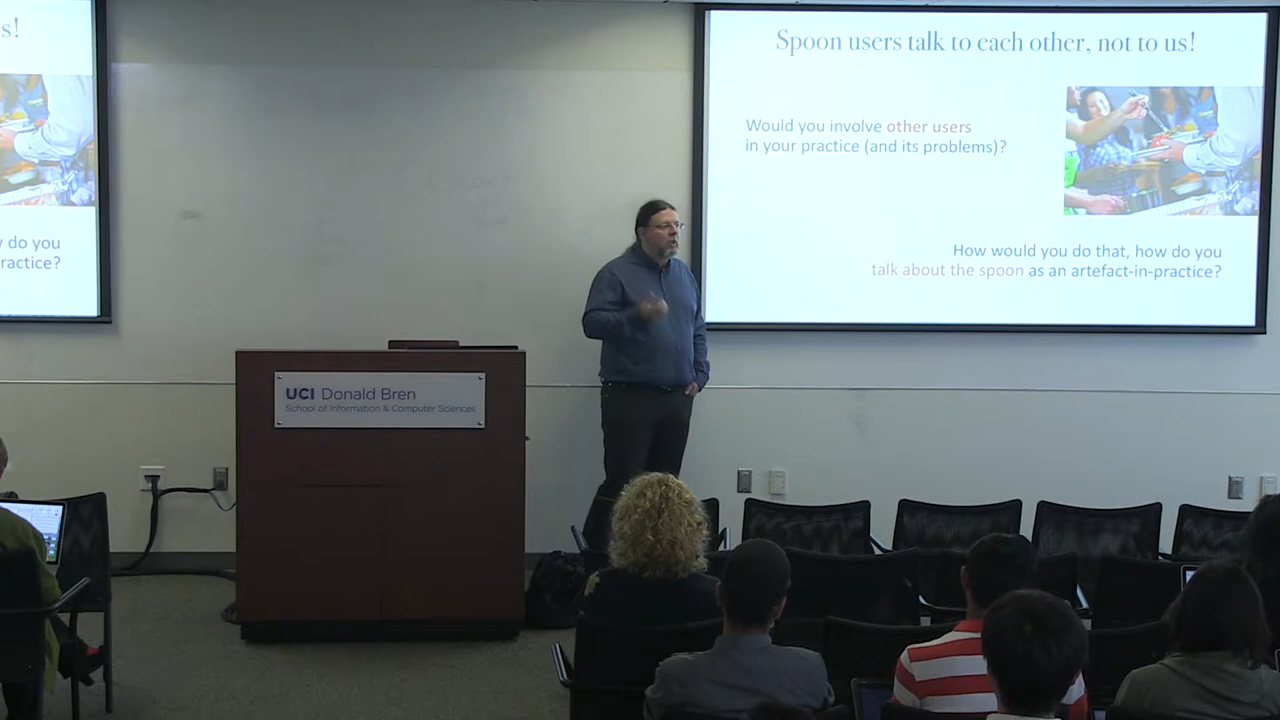 s!
do you
ractice?
UCI Donald Bren
School of Information & Computer Sciences
Spoon users talk to each other, not to us!
Would you involve other users
in your practice (and its problems)?
How would you do that, how do you
talk about the spoon as an artefact-in-practice?